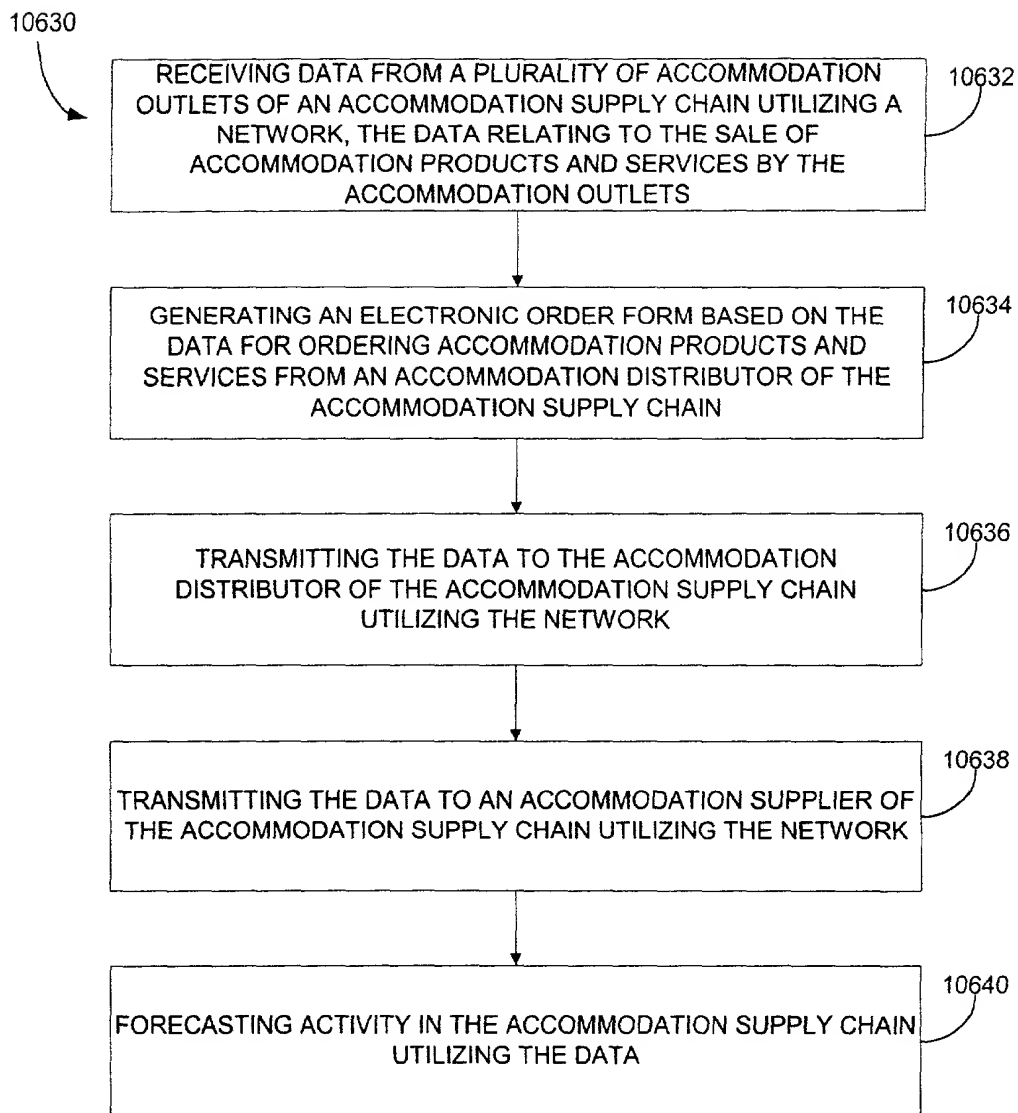 10630
RECEIVING DATA FROM A PLURALITY OF ACCOMMODATION
OUTLETS OF AN ACCOMMODATION SUPPLY CHAIN UTILIZING A
NETWORK, THE DATA RELATING TO THE SALE OF
ACCOMMODATION PRODUCTS AND SERVICES BY THE
ACCOMMODATION OUTLETS
10632
GENERATING AN ELECTRONIC ORDER FORM BASED ON THE
DATA FOR ORDERING ACCOMMODATION PRODUCTS AND
SERVICES FROM AN ACCOMMODATION DISTRIBUTOR OF THE
ACCOMMODATION SUPPLY CHAIN
10634
TRANSMITTING THE DATA TO THE ACCOMMODATION
DISTRIBUTOR OF THE ACCOMMODATION SUPPLY CHAIN
UTILIZING THE NETWORK
10636
TRANSMITTING THE DATA TO AN ACCOMMODATION SUPPLIER OF
THE ACCOMMODATION SUPPLY CHAIN UTILIZING THE NETWORK
10638
FORECASTING ACTIVITY IN THE ACCOMMODATION SUPPLY CHAIN
UTILIZING THE DATA
10640